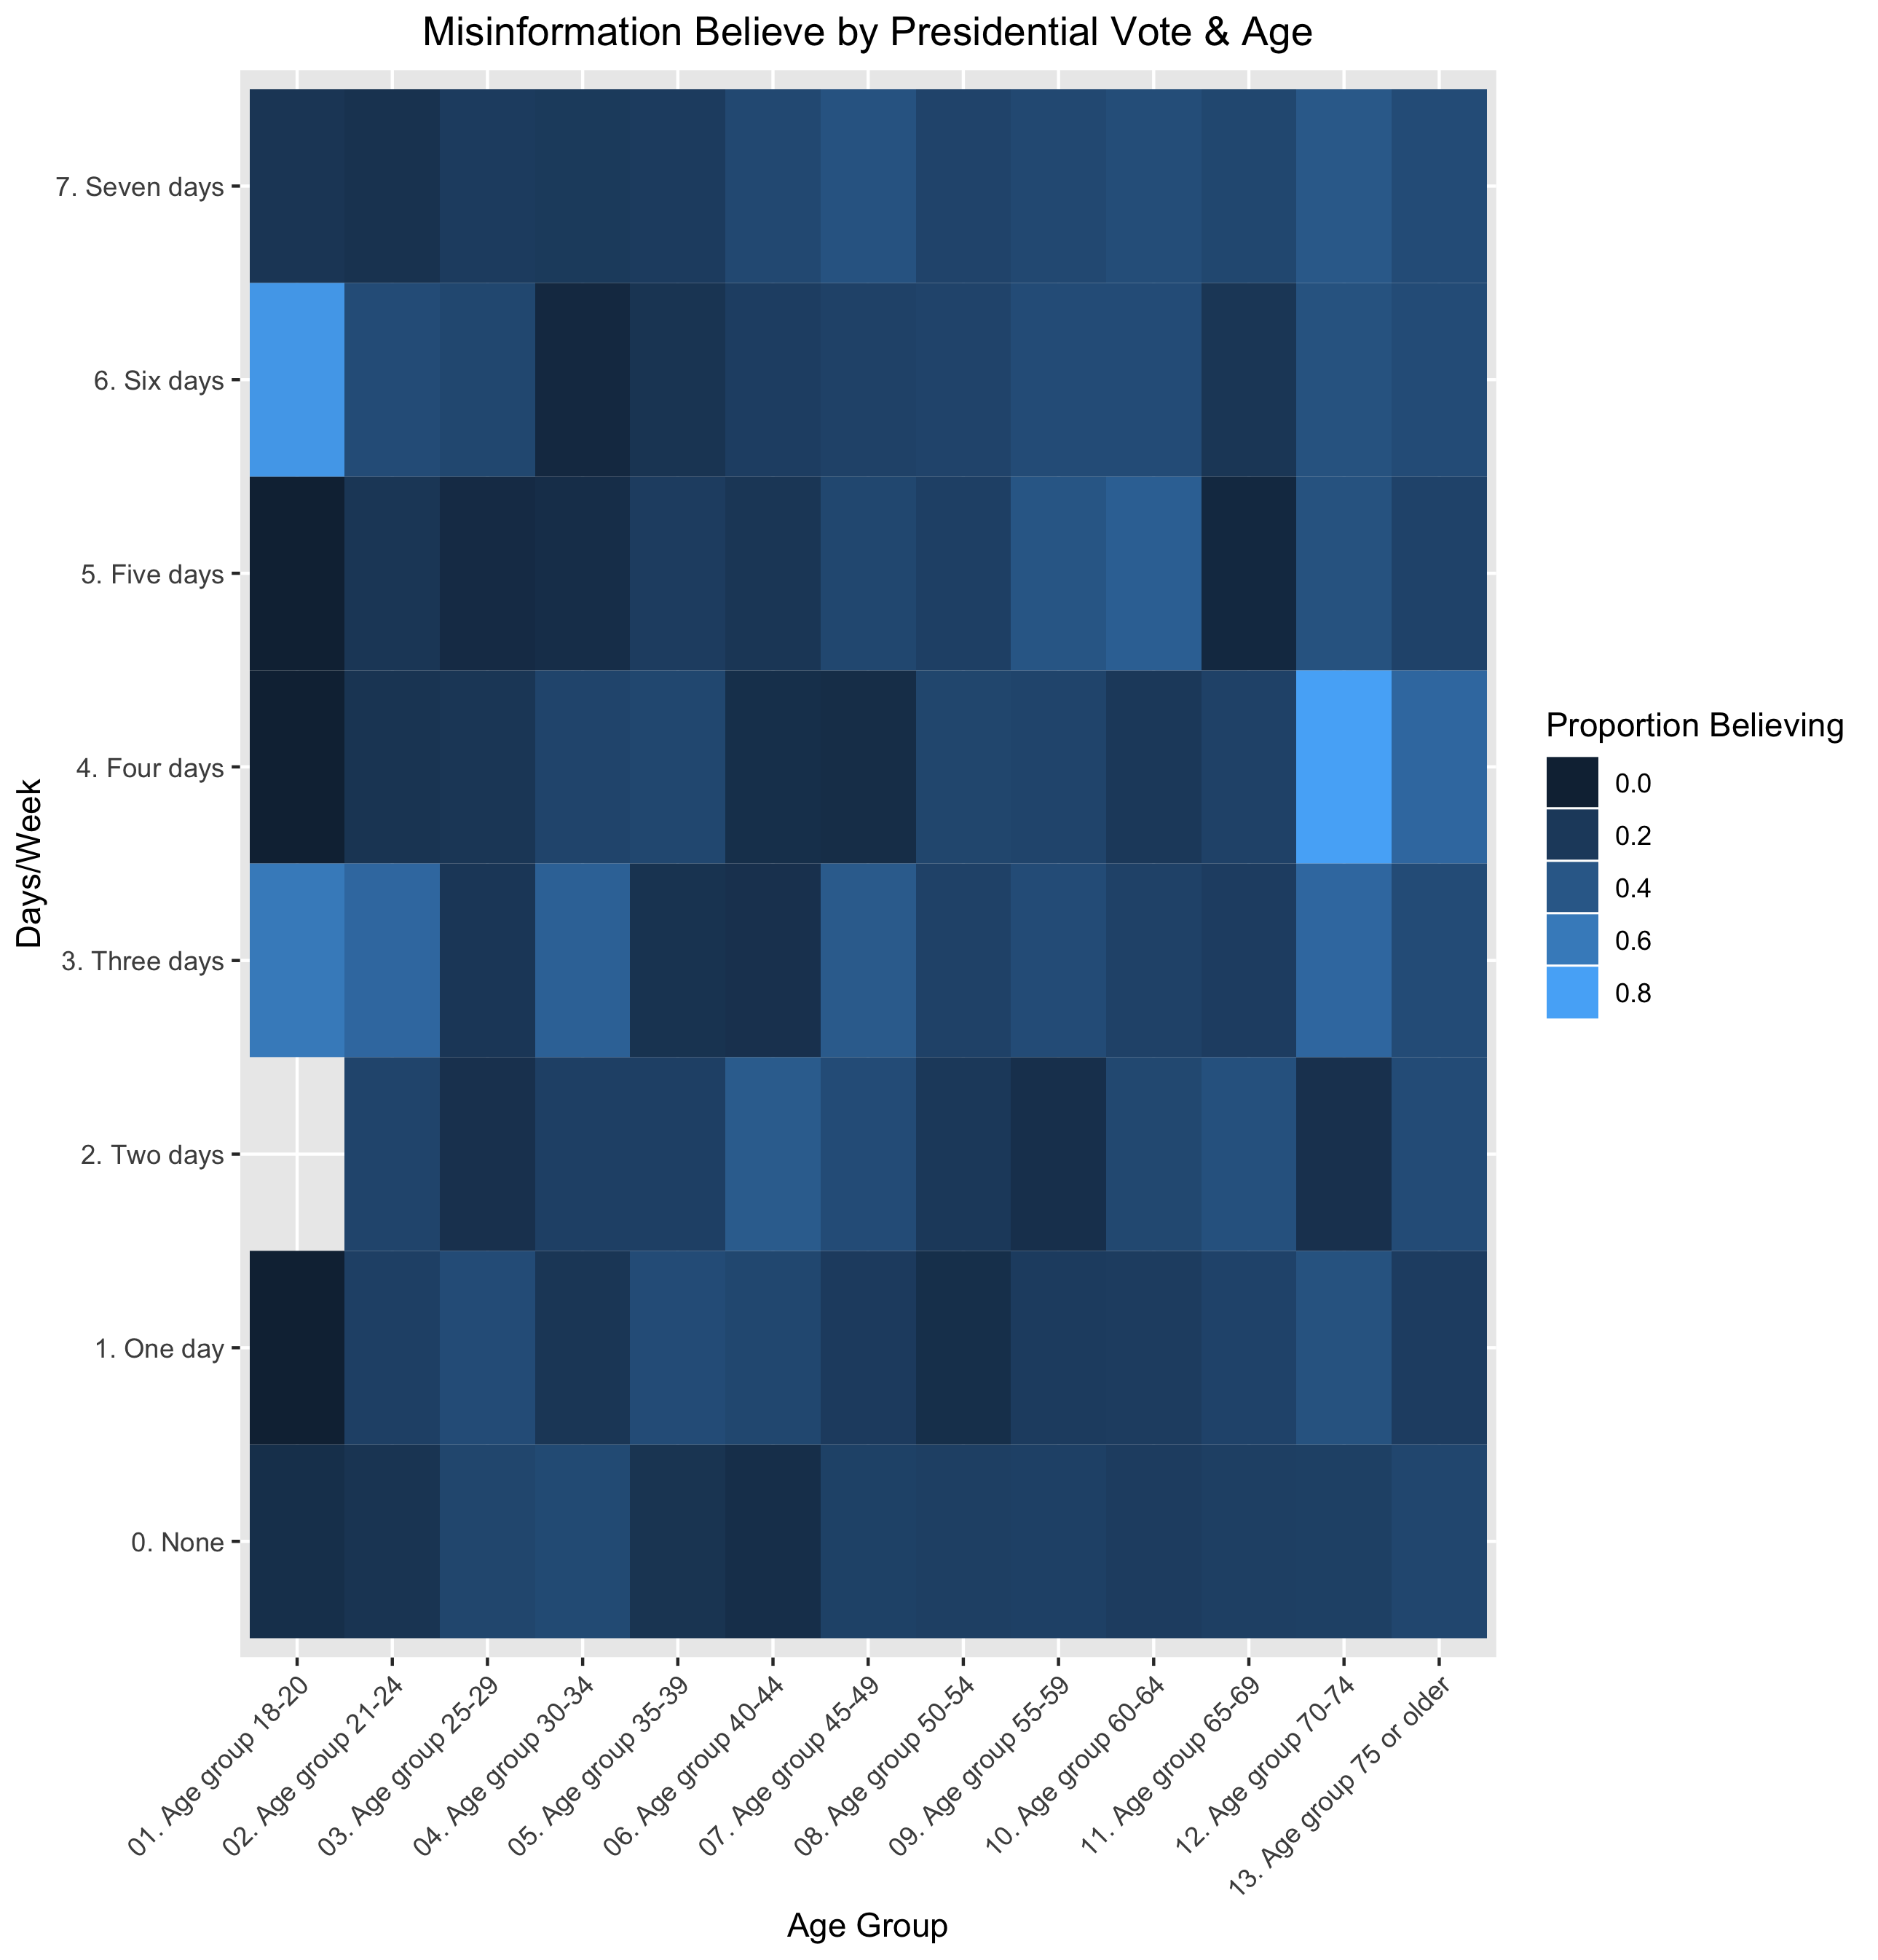 Misinformation Believe by Presidential Vote & Age
7. Seven days
6. Six days
5. Five days
4. Four days
3. Three days
2. Two days
1. One day
0. None
Days/Week
01. Age group 18-20
02. Age group 21-24
03. Age group 25-29
04. Age group 30-34
05. Age group 35-39
06. Age group 40-44
07. Age group 45-49
08. Age group 50-54
09. Age group 55-59
10. Age group 60-64
11. Age group 65-69
12. Age group 70-74
13. Age group 75 or older
Age Group
Proportion Believing
0.0
0.2
0.4
0.6
0.8